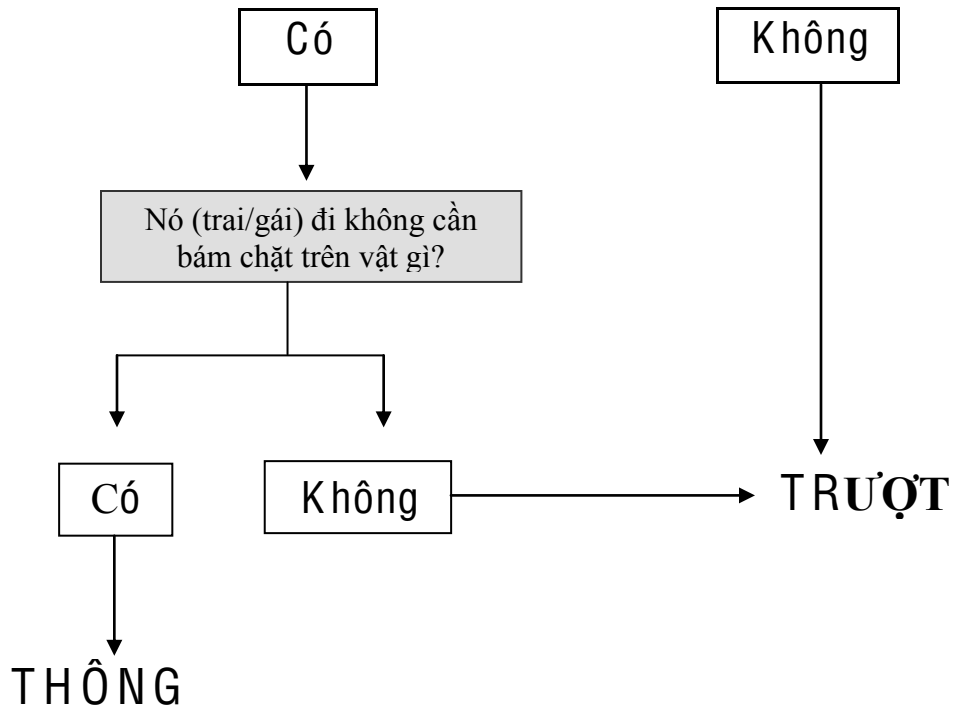 Có
Không
Nó (trai/gái) đi không cần
bám chặt trên vật gì?
Có
Không
TRƯỢT
THÔNG